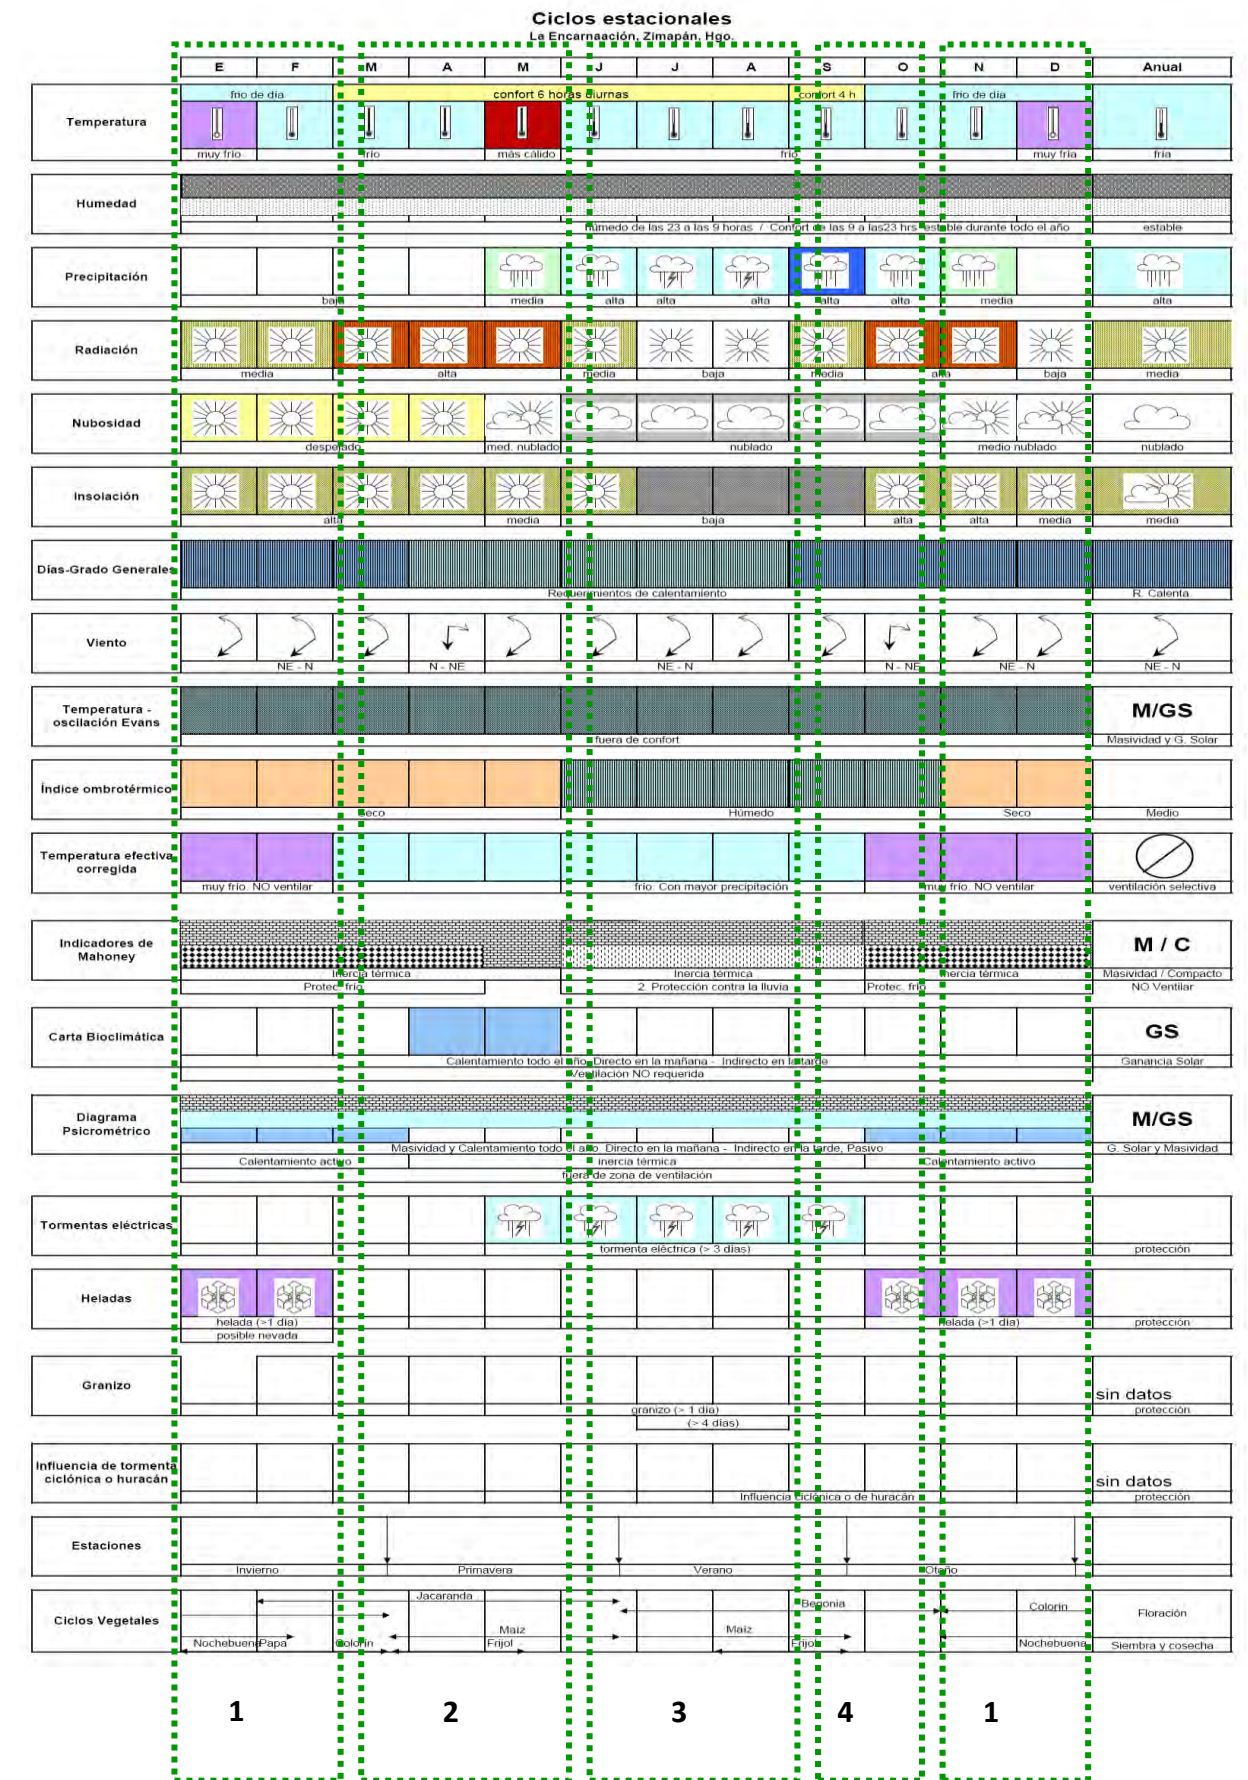 Ciclos estacionales
La Encarnaación, Zimapán, Hgo.
E F M A M J J A S O N D Anual
Temperatura
frio de día confort 6 horas diurnas confort 4 h frio de día
muy frío frío más cálido frío muy fría fría
Humedad
húmedo de las 23 a las 9 horas / Confort de las 9 a las23 hrs estable durante todo el año estable
Precipitación
baja media alta alta alta alta alta media alta
Radiación
media alta media baja media alta baja media
Nubosidad
despejado med. nublado nublado medio nublado nublado
Insolación
alta media baja alta alta media media
Días-Grado Generales
Requerimientos de calentamiento R. Calenta.
Viento
NE - N N - NE NE - N N - NE NE - N NE - N
Temperatura -
oscilación Evans
M/GS
fuera de confort Masividad y G. Solar
Índice ombrotérmico
Seco Húmedo Seco Medio
Temperatura efectiva
corregida
muy frío. NO ventilar frío. Con mayor precipitación muy frío. NO ventilar ventilación selectiva
Indicadores de
Mahoney
M / C
Inercia térmica Inercia térmica Inercia térmica Masividad / Compacto
Protec. frío 2. Protección contra la lluvia Protec. frío NO Ventilar
Carta Bioclimática
GS
Calentamiento todo el año. Directo en la mañana - Indirecto en la tarde Ganancia Solar
Ventilación NO requerida
Diagrama
Psicrométrico
M/GS
Masividad y Calentamiento todo el año Directo en la mañana - Indirecto en la tarde, Pasivo G. Solar y Masividad
Calentamiento activo inercia térmica Calentamiento activo
fuera de zona de ventilación
Tormentas eléctricas
tormenta eléctrica (> 3 días) protección
Heladas
helada (>1 día) helada (>1 día) protección
posible nevada
Granizo
sin datos
granizo (> 1 día) protección
(> 4 días)
Influencia de tormenta
ciclónica o huracán
sin datos
Influencia ciclónica o de huracán protección
Estaciones
Invierno Primavera Verano Otoño
Ciclos Vegetales
Jacaranda Begonia Colorín Floración
Maíz Maíz
Nochebuena Papa Colorín Frijol Frijol Nochebuena Siembra y cosecha
1 2 3 4 1